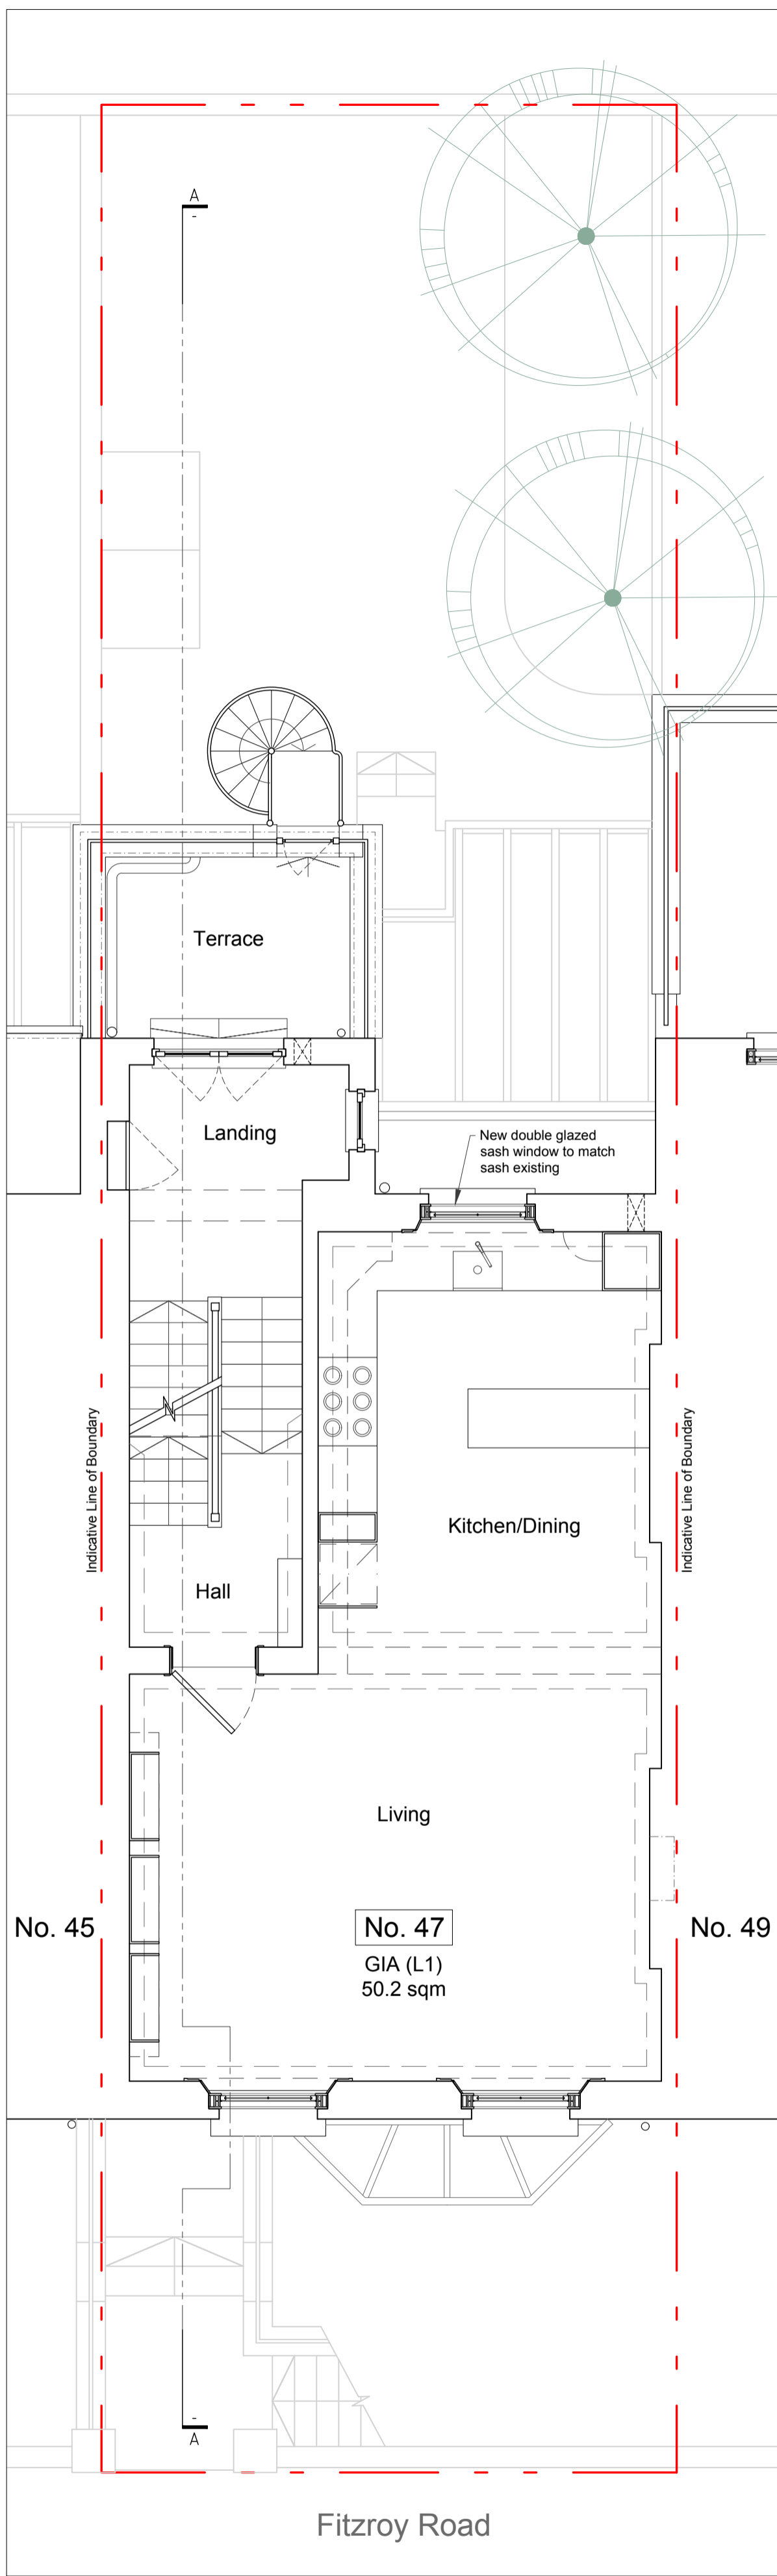 A
-
Terrace
Landing
New double glazed
sash window to match
sash existing
Indicative Line of Boundary
Indicative Line of Boundary
Kitchen/Dining
Hall
Living
No. 45
No. 47
No. 49
GIA (L1)
50.2 sqm
-
A
Fitzroy Road